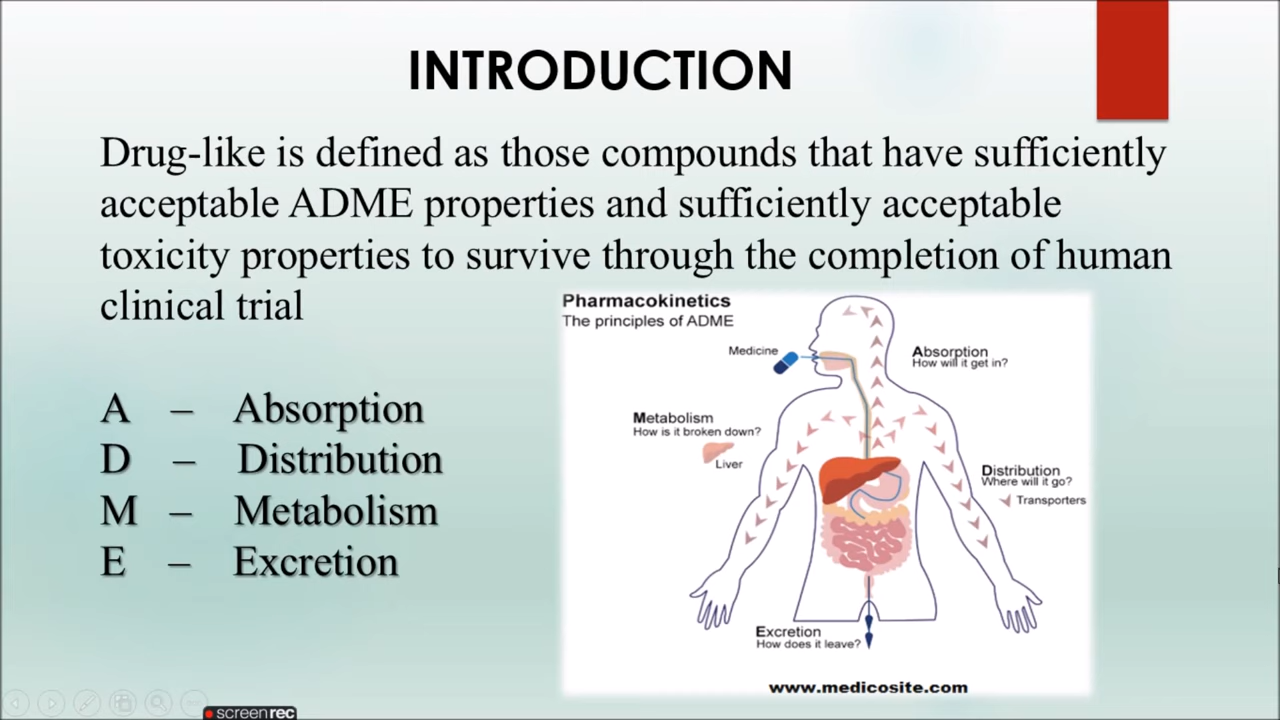 INTRODUCTION
Drug-like is defined as those compounds that have sufficiently
acceptable ADME properties and sufficiently acceptable
toxicity properties to survive through the completion of human
clinical trial
A – Absorption
D – Distribution
M – Metabolism
E – Excretion
Pharmacokinetics
The principles of ADME
Medicine
Absorption
How will it get in?
Metabolism
How is it broken down?
Liver
Distribution
Where will it go?
Transporters
Excretion
How does it leave?
www.medicosite.com
screenrec